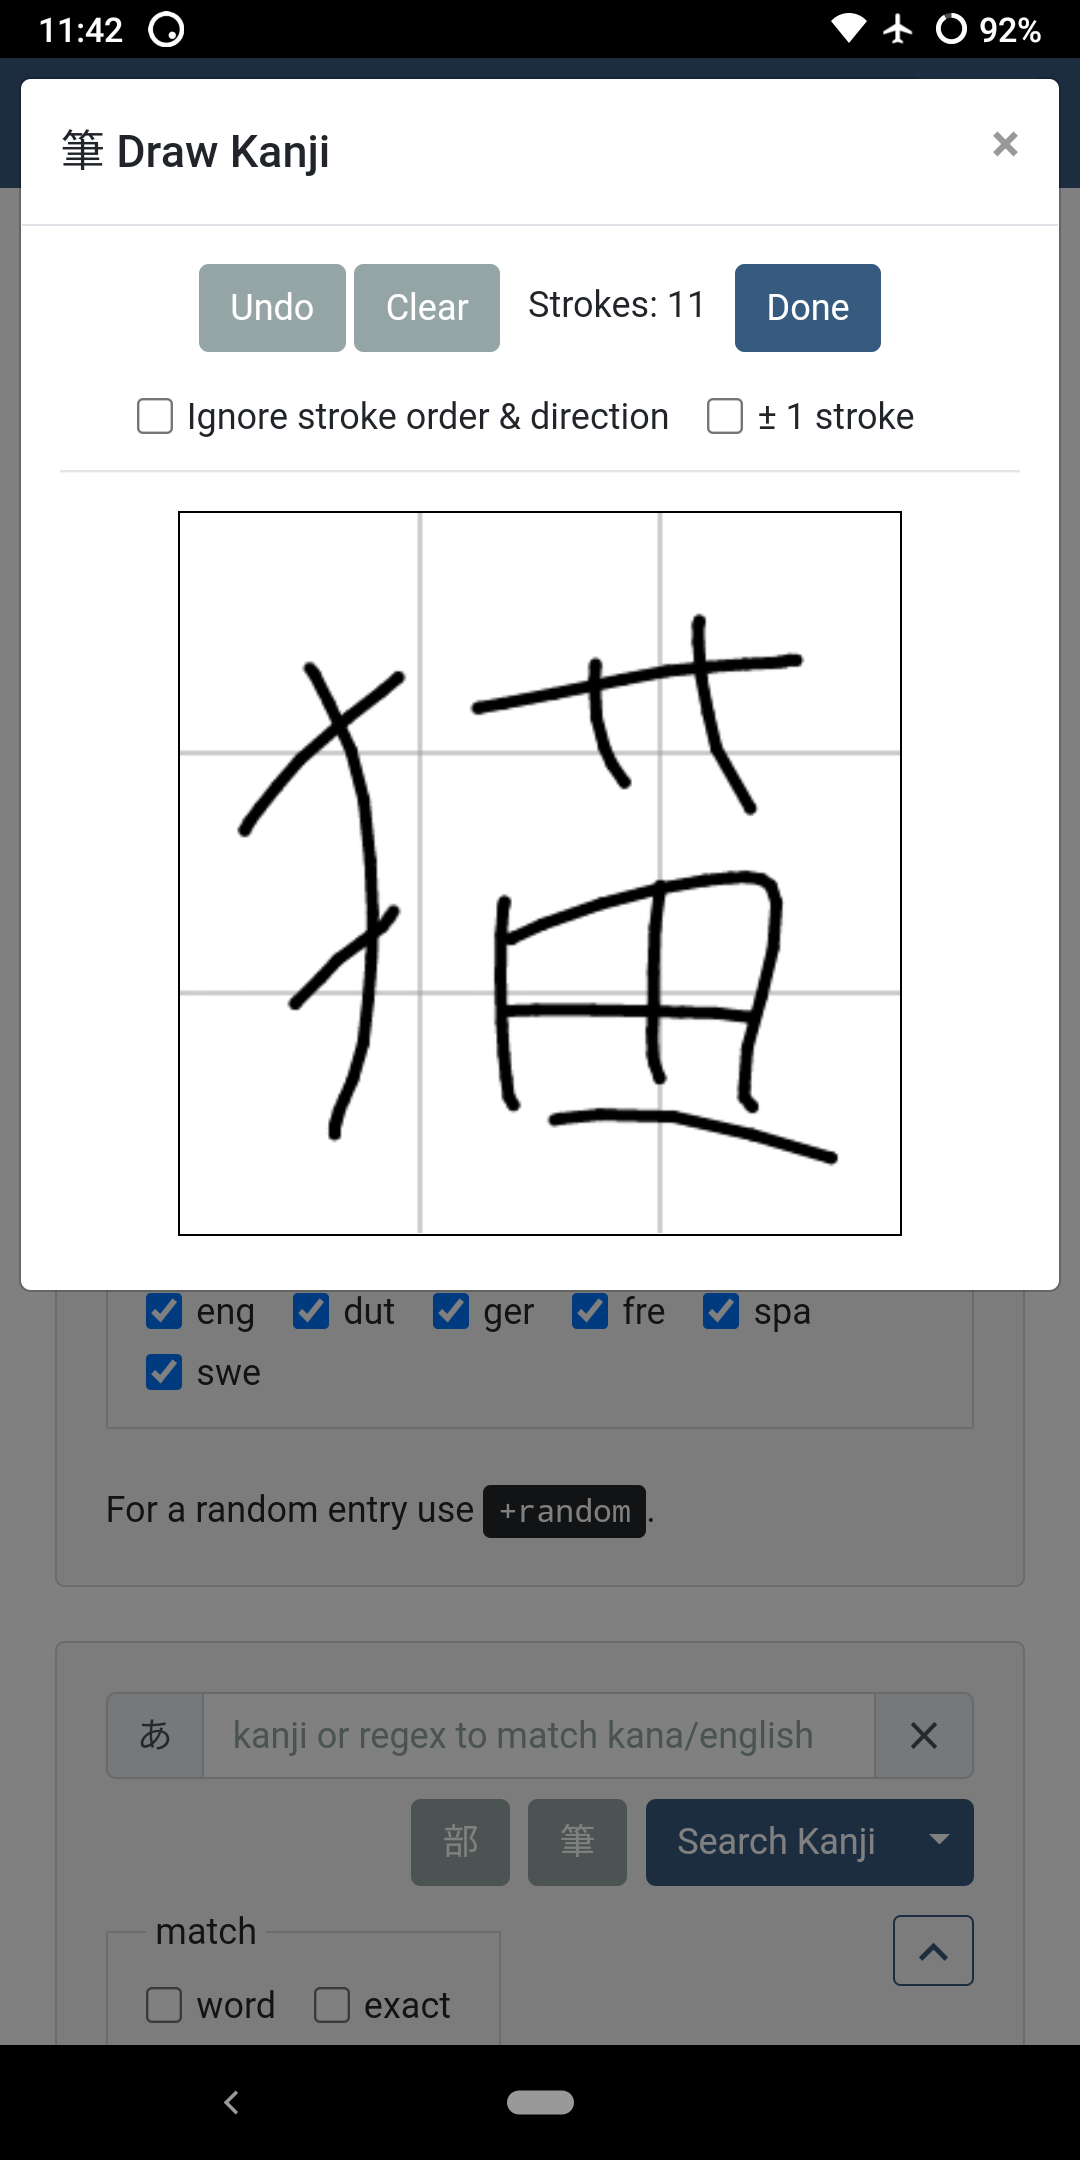 11:42 92%
筆 Draw Kanji ×
Undo Clear Strokes: 11 Done
Ignore stroke order & direction ± 1 stroke
猫
eng dut ger fre spa
swe
For a random entry use +random.
あ kanji or regex to match kana/english ×
部 筆 Search Kanji
match
word exact